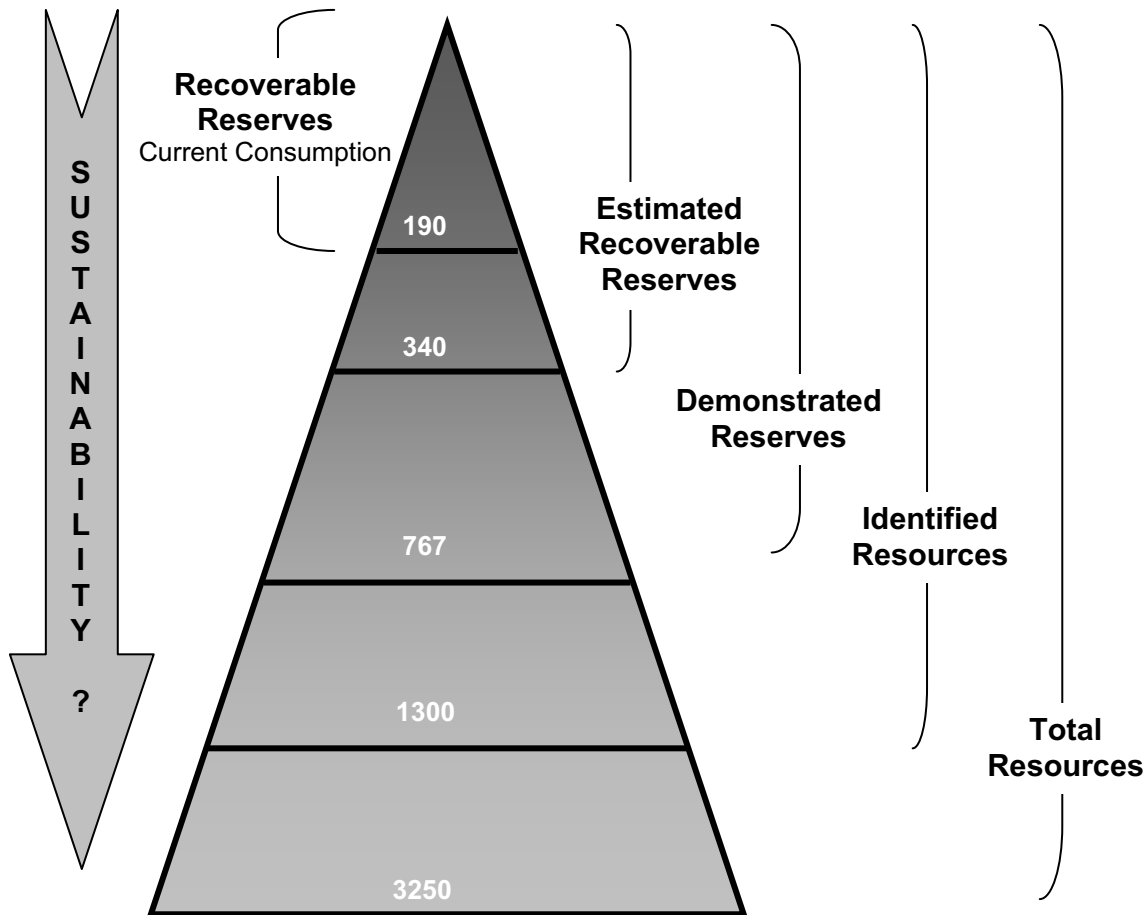 S
U
S
T
A
I
N
A
B
I
L
I
T
Y
?
Recoverable
Reserves
Current Consumption
190
340
767
1300
3250
Estimated
Recoverable
Reserves
Demonstrated
Reserves
Identified
Resources
Total
Resources